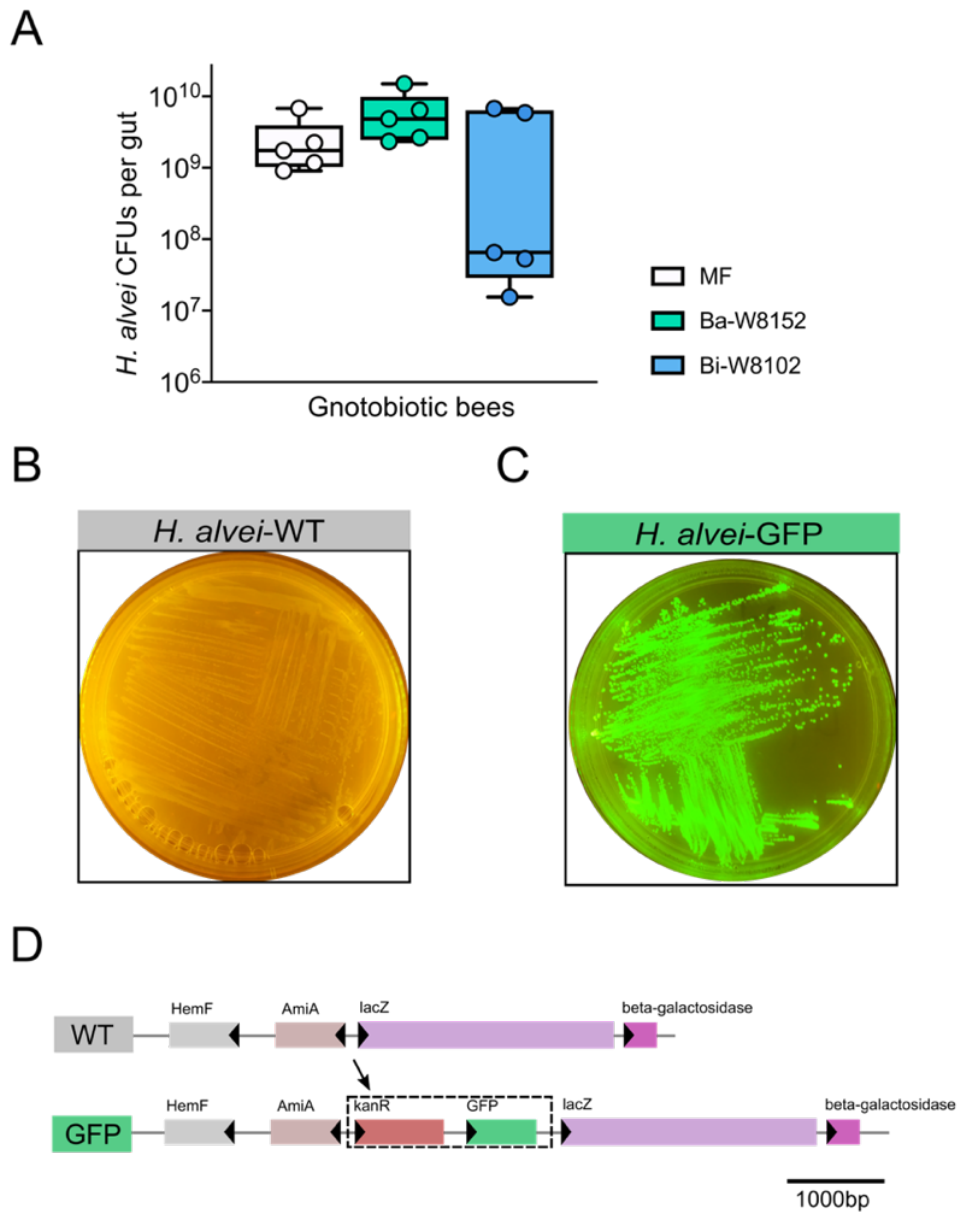 A
H. alvei CFUs per gut
10^10
10^9
10^8
10^7
10^6
Gnotobiotic bees
MF
Ba-W8152
Bi-W8102
B
H. alvei-WT
C
H. alvei-GFP
D
WT
HemF
AmiA
lacZ
beta-galactosidase
GFP
HemF
AmiA
kanR
GFP
lacZ
beta-galactosidase
1000bp